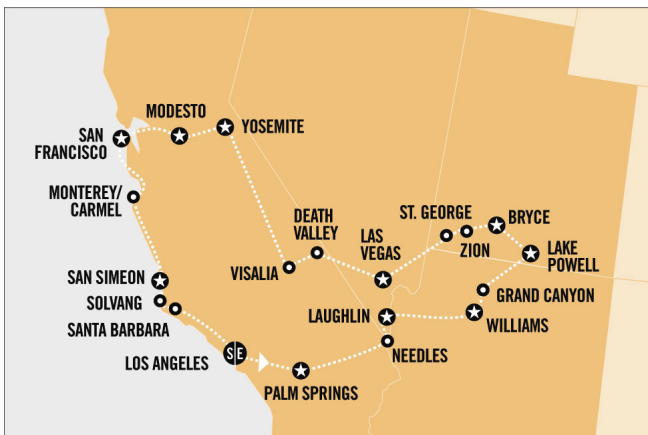 MODESTO
YOSEMITE
SAN
FRANCISCO
MONTEREY/
CARMEL
DEATH
VALLEY
LAS
VEGAS
ST. GEORGE
BRYCE
ZION
LAKE
POWELL
VISALIA
SAN SIMEON
SOLVANG
SANTA BARBARA
LAUGHLIN
GRAND CANYON
WILLIAMS
LOS ANGELES
S E
NEEDLES
PALM SPRINGS